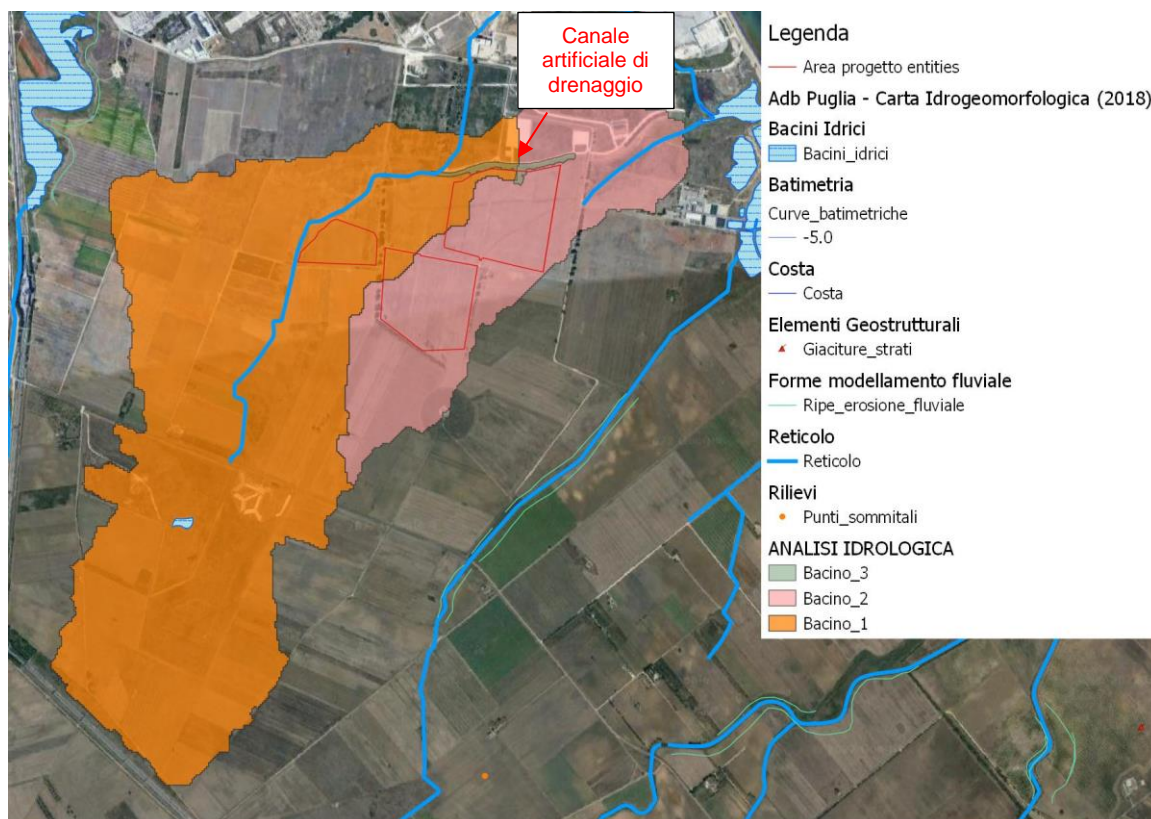 Canale
artificiale di
drenaggio
Legenda
Area progetto entities
Adb Puglia - Carta Idrogeomorfologica (2018)
Bacini Idrici
Bacini_idrici
Batimetria
Curve_batimetriche
-5.0
Costa
Costa
Elementi Geostrutturali
Giaciture_strati
Forme modellamento fluviale
Ripe_erosione_fluviale
Reticolo
Reticolo
Rilievi
Punti_sommitali
ANALISI IDROLOGICA
Bacino_3
Bacino_2
Bacino_1